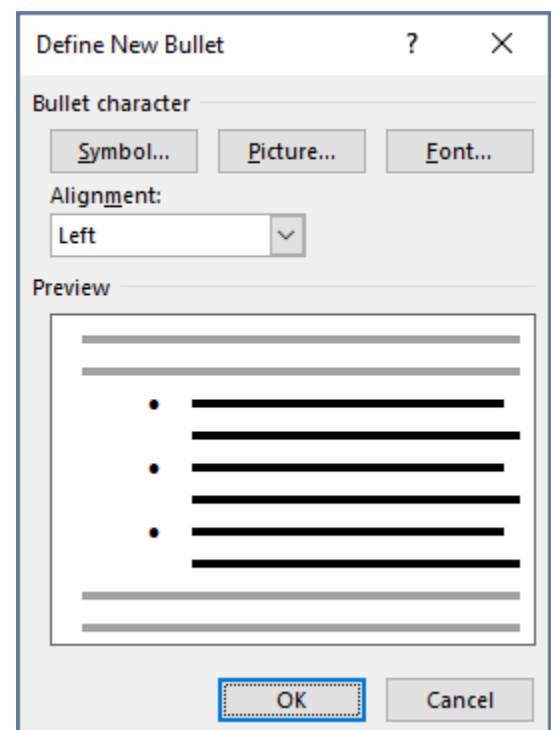 Define New Bullet ? ×
Bullet character
Symbol... Picture... Font...
Alignment:
Left
Preview
OK Cancel